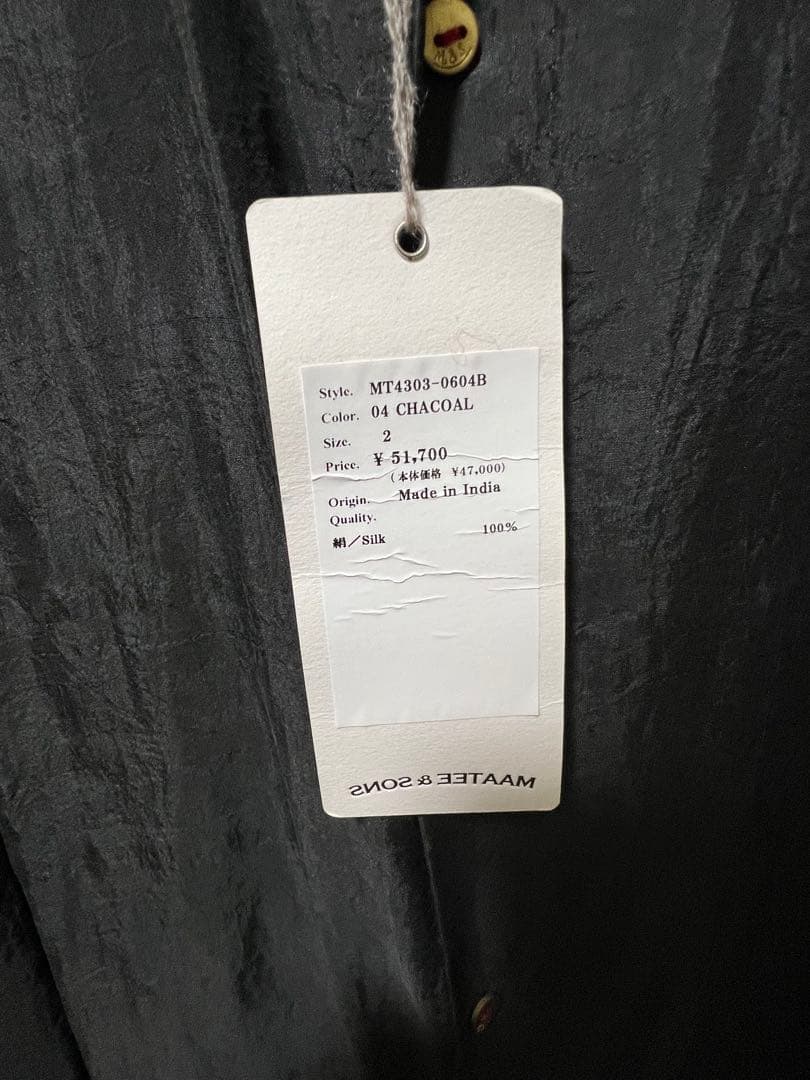 M&S
Style. MT4303-0604B
Color. 04 CHACOAL
Size. 2
Price. ¥ 51,700
(本体価格 ¥47,000)
Origin. Made in India
Quality.
絹／Silk 100%
MAATEE & SONS